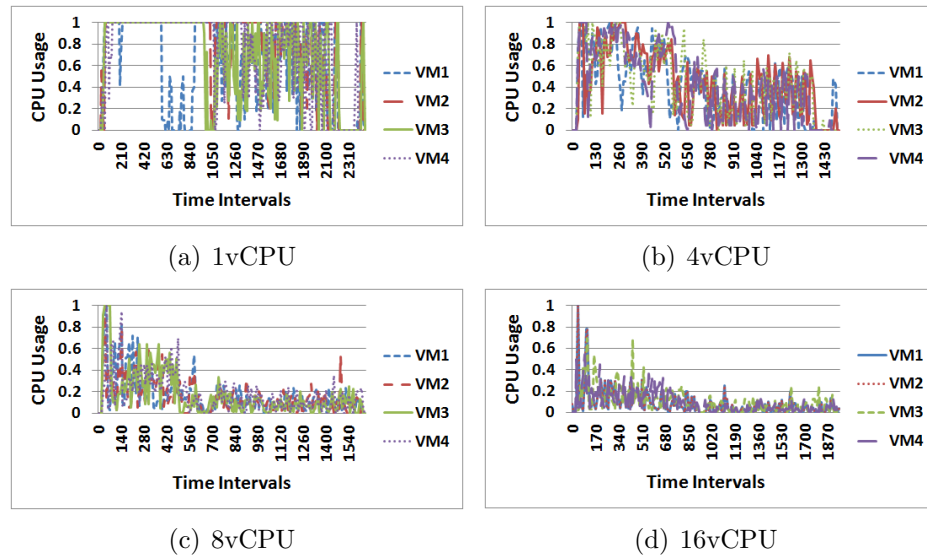 CPU Usage
1
0.8
0.6
0.4
0.2
0
0
210
420
630
840
1050
1260
1470
1680
1890
2100
2310
Time Intervals
VM1
VM2
VM3
VM4
(a) 1vCPU
CPU Usage
1
0.8
0.6
0.4
0.2
0
0
130
260
390
520
650
780
910
1040
1170
1300
1430
Time Intervals
VM1
VM2
VM3
VM4
(b) 4vCPU
CPU Usage
1
0.8
0.6
0.4
0.2
0
0
140
280
420
560
700
840
980
1120
1260
1400
1540
Time Intervals
VM1
VM2
VM3
VM4
(c) 8vCPU
CPU Usage
1
0.8
0.6
0.4
0.2
0
0
170
340
510
680
850
1020
1190
1360
1530
1700
1870
Time Intervals
VM1
VM2
VM3
VM4
(d) 16vCPU